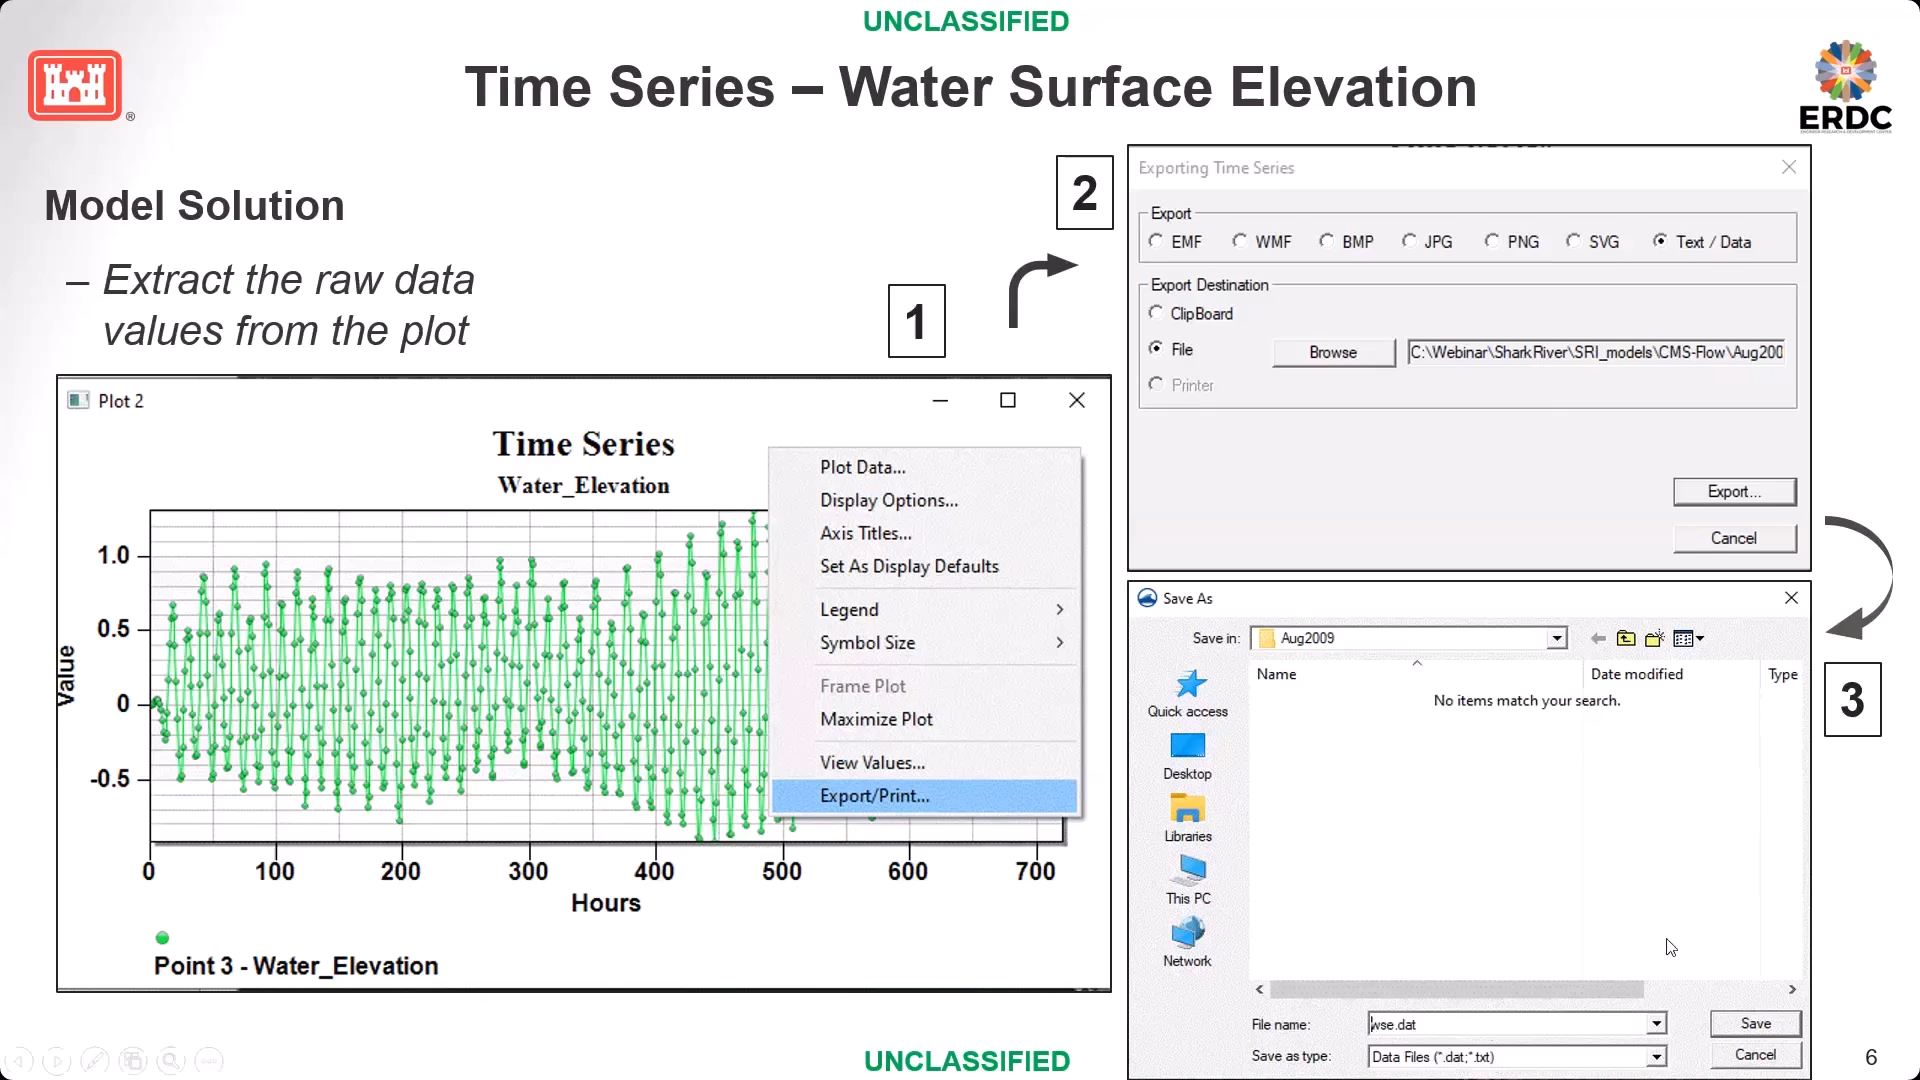 UNCLASSIFIED
Time Series – Water Surface Elevation
®
ERDC
Model Solution
– Extract the raw data
values from the plot
1
2
3
Plot 2
Time Series
Water_Elevation
1.0
0.5
0
-0.5
Value
0 100 200 300 400 500 600 700
Hours
Point 3 - Water_Elevation
Plot Data...
Display Options...
Axis Titles...
Set As Display Defaults
Legend
Symbol Size
Frame Plot
Maximize Plot
View Values...
Export/Print...
Exporting Time Series
Export
EMF WMF BMP JPG PNG SVG Text / Data
Export Destination
ClipBoard
File Browse C:\Webinar\SharkRiver\SRI_models\CMS-Flow\Aug200
Printer
Export...
Cancel
Save As
Save in: Aug2009
Name Date modified Type
No items match your search.
Quick access
Desktop
Libraries
This PC
Network
File name: wse.dat Save
Save as type: Data Files (*.dat;*.txt) Cancel
UNCLASSIFIED
6